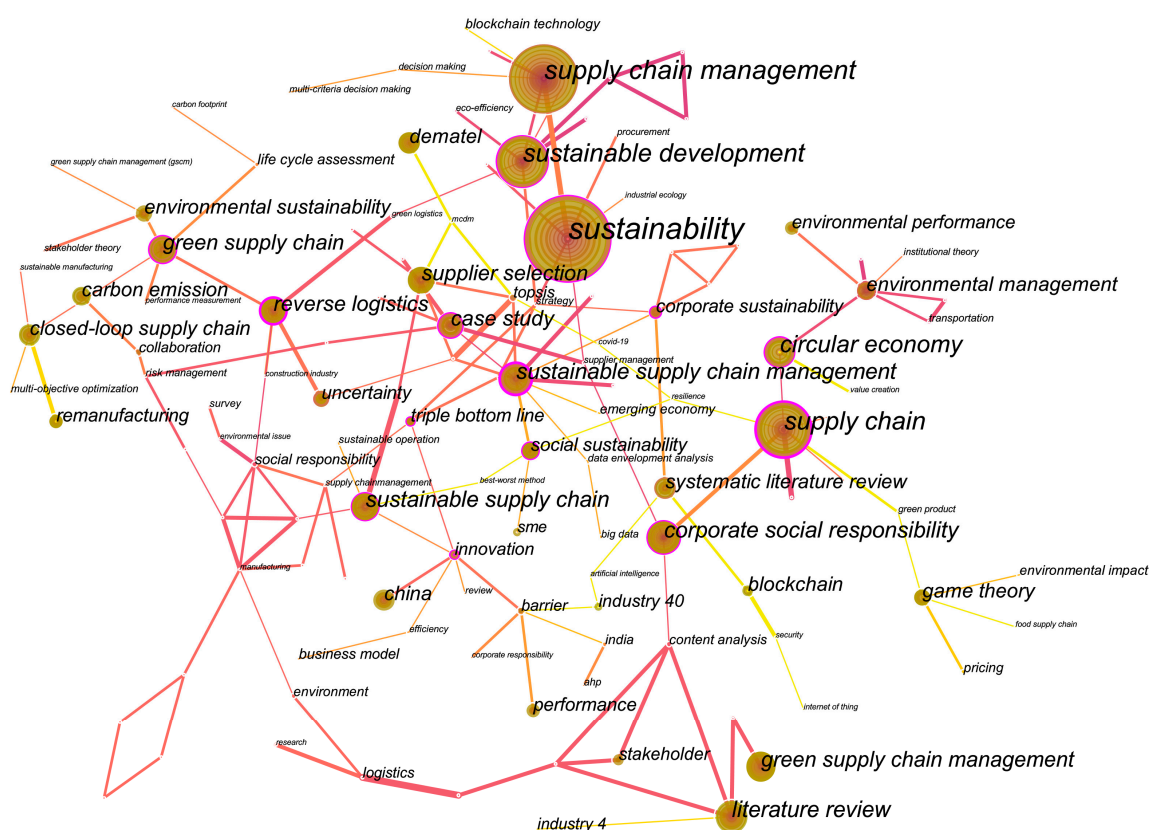 blockchain technology
supply chain management
decision making
multi-criteria decision making
carbon footprint
eco-efficiency
procurement
dematel
sustainable development
green supply chain management (gscm)
life cycle assessment
industrial ecology
environmental sustainability
green logistics
mcdm
sustainability
environmental performance
stakeholder theory
green supply chain
institutional theory
sustainable manufacturing
supplier selection
environmental management
carbon emission
performance measurement
topsis
strategy
reverse logistics
corporate sustainability
case study
transportation
closed-loop supply chain
collaboration
covid-19
circular economy
supplier management
risk management
construction industry
sustainable supply chain management
multi-objective optimization
uncertainty
value creation
remanufacturing
survey
triple bottom line
emerging economy
resilience
supply chain
environmental issue
sustainable operation
social sustainability
social responsibility
data envelopment analysis
supply chainmanagement
best-worst method
systematic literature review
sustainable supply chain
green product
sme
big data
corporate social responsibility
innovation
manufacturing
artificial intelligence
environmental impact
china
review
blockchain
game theory
barrier
industry 40
efficiency
india
content analysis
security
food supply chain
business model
corporate responsibility
pricing
ahp
environment
performance
internet of thing
research
logistics
stakeholder
green supply chain management
literature review
industry 4